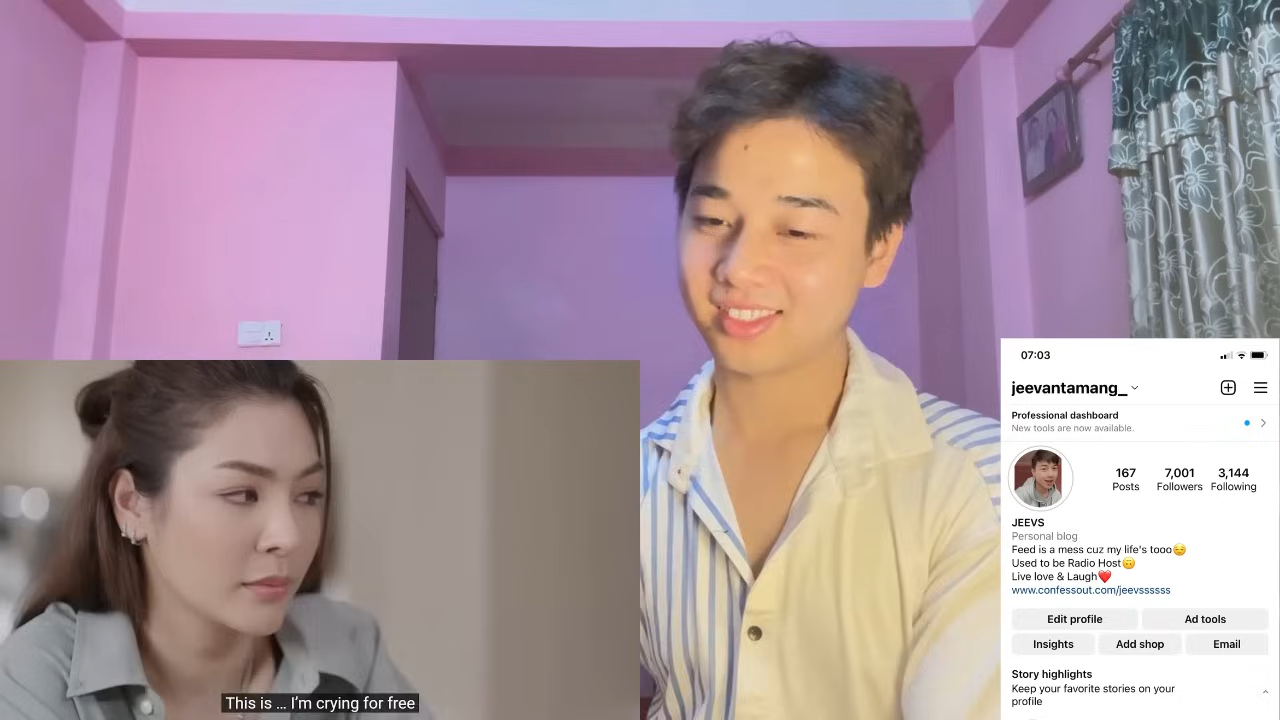 This is ... I'm crying for free
07:03
jeevantamang_
Professional dashboard
New tools are now available.
167 7,001 3,144
Posts Followers Following
JEEVS
Personal blog
Feed is a mess cuz my life's tooo😔
Used to be Radio Host🙃
Live love & Laugh❤️
www.confessout.com/jeevssssss
Edit profile Ad tools
Insights Add shop Email
Story highlights
Keep your favorite stories on your
profile